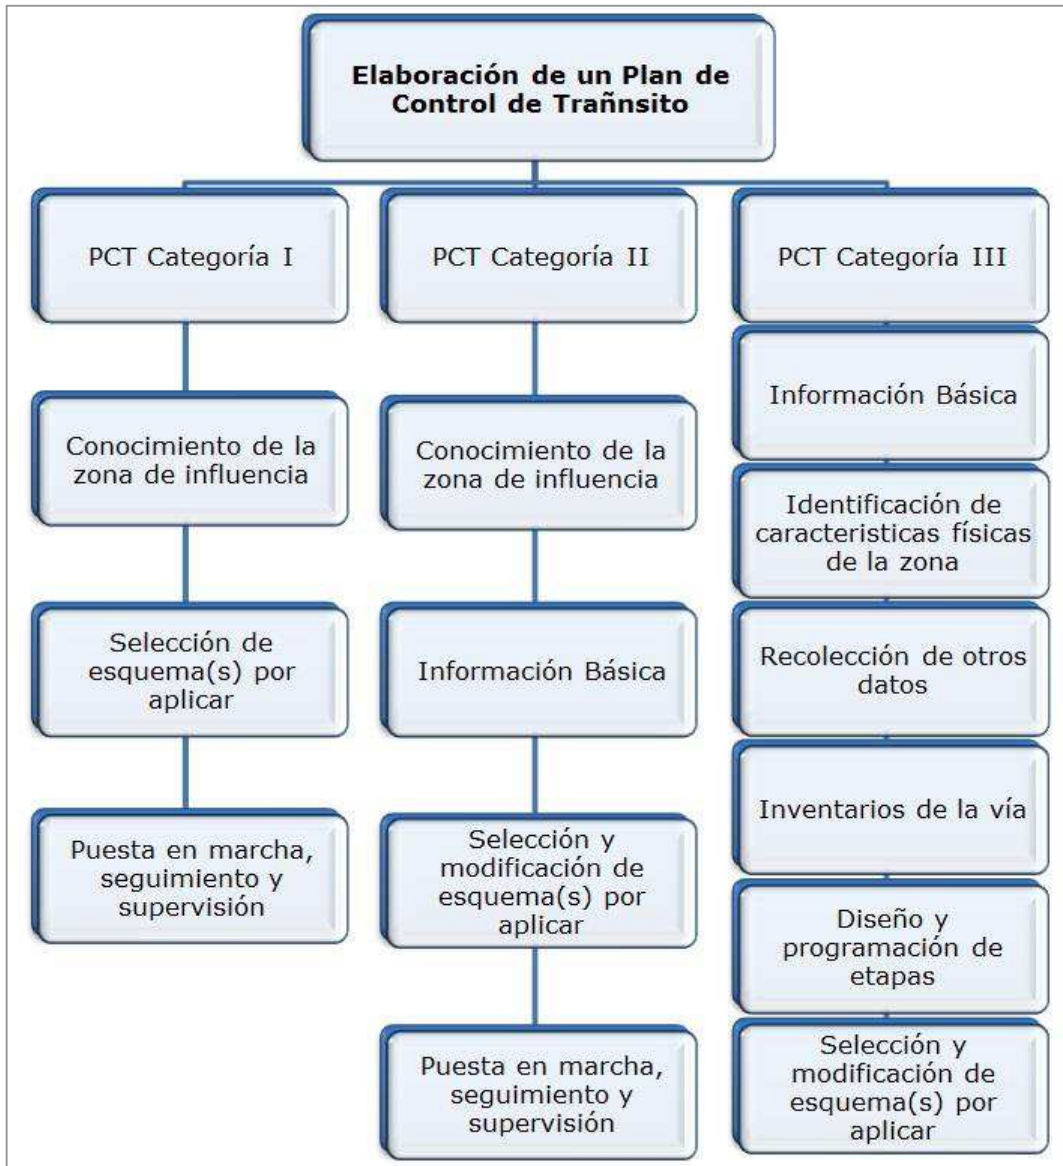 Elaboración de un Plan de
Control de Trañnsito
PCT Categoría I
Conocimiento de la
zona de influencia
Selección de
esquema(s) por
aplicar
Puesta en marcha,
seguimiento y
supervisión
PCT Categoría II
Conocimiento de la
zona de influencia
Información Básica
Selección y
modificación de
esquema(s) por
aplicar
Puesta en marcha,
seguimiento y
supervisión
PCT Categoría III
Información Básica
Identificación de
caracteristicas físicas
de la zona
Recolección de otros
datos
Inventarios de la vía
Diseño y
programación de
etapas
Selección y
modificación de
esquema(s) por
aplicar